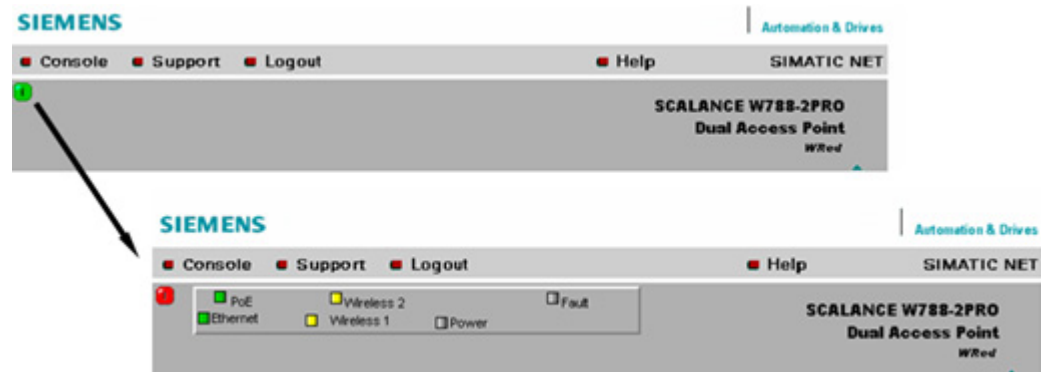 SIEMENS
Automation & Drives
Console Support Logout Help SIMATIC NET
SCALANCE W788-2PRO
Dual Access Point
WRed
SIEMENS
Automation & Drives
Console Support Logout Help SIMATIC NET
PoE Wireless 2 Fault
Ethernet Wireless 1 Power
SCALANCE W788-2PRO
Dual Access Point
WRed